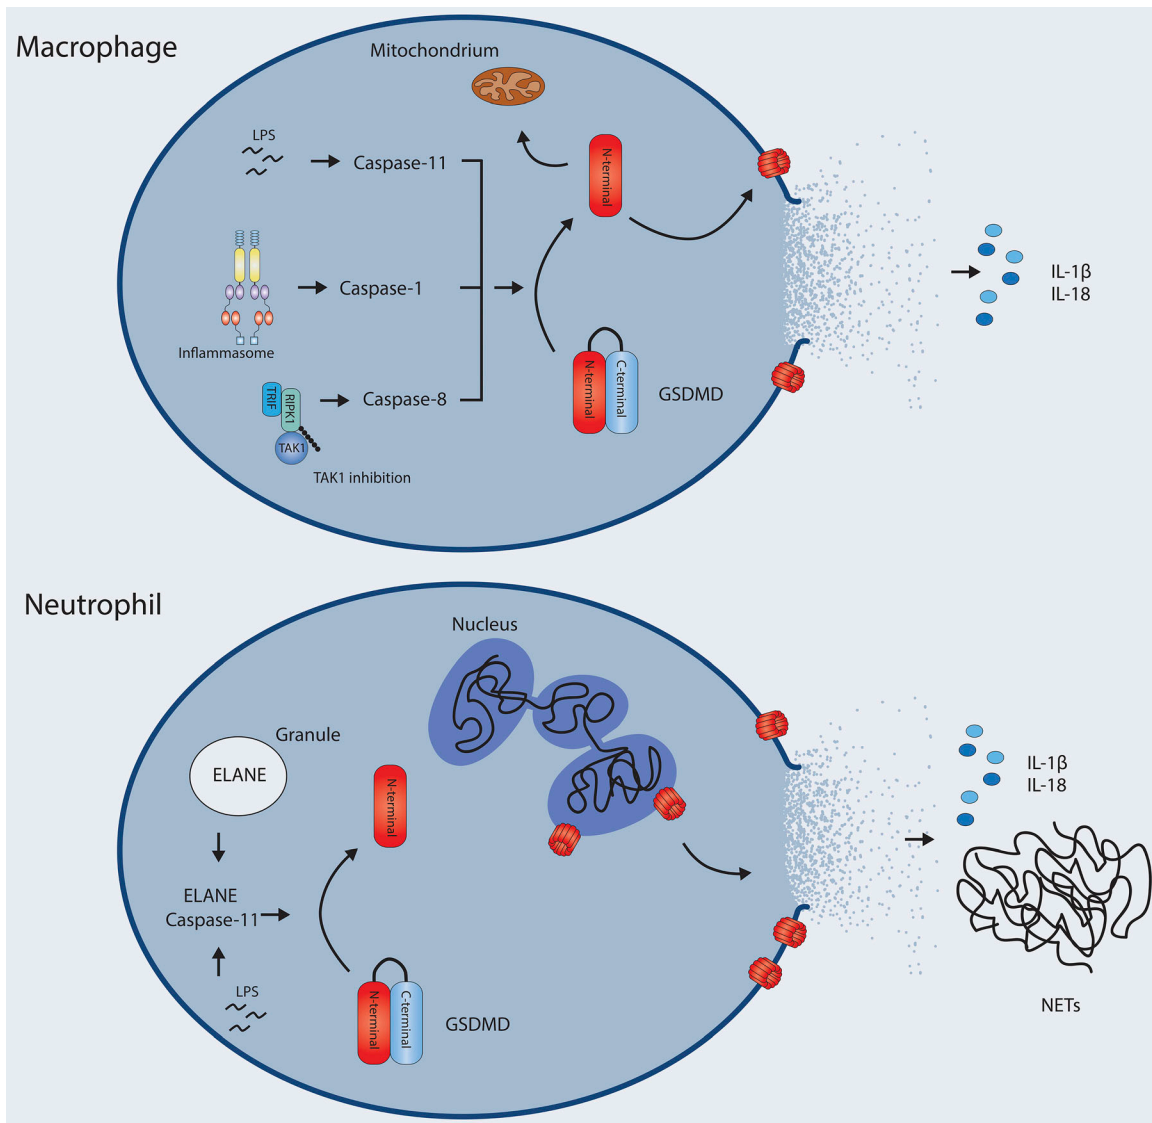 Macrophage
Mitochondrium
LPS
Caspase-11
N-terminal
Inflammasome
Caspase-1
IL-1β
IL-18
TRIF
RIPK1
TAK1
Caspase-8
TAK1 inhibition
N-terminal
C-terminal
GSDMD
Neutrophil
Nucleus
Granule
ELANE
N-terminal
IL-1β
IL-18
ELANE
Caspase-11
LPS
N-terminal
C-terminal
GSDMD
NETs